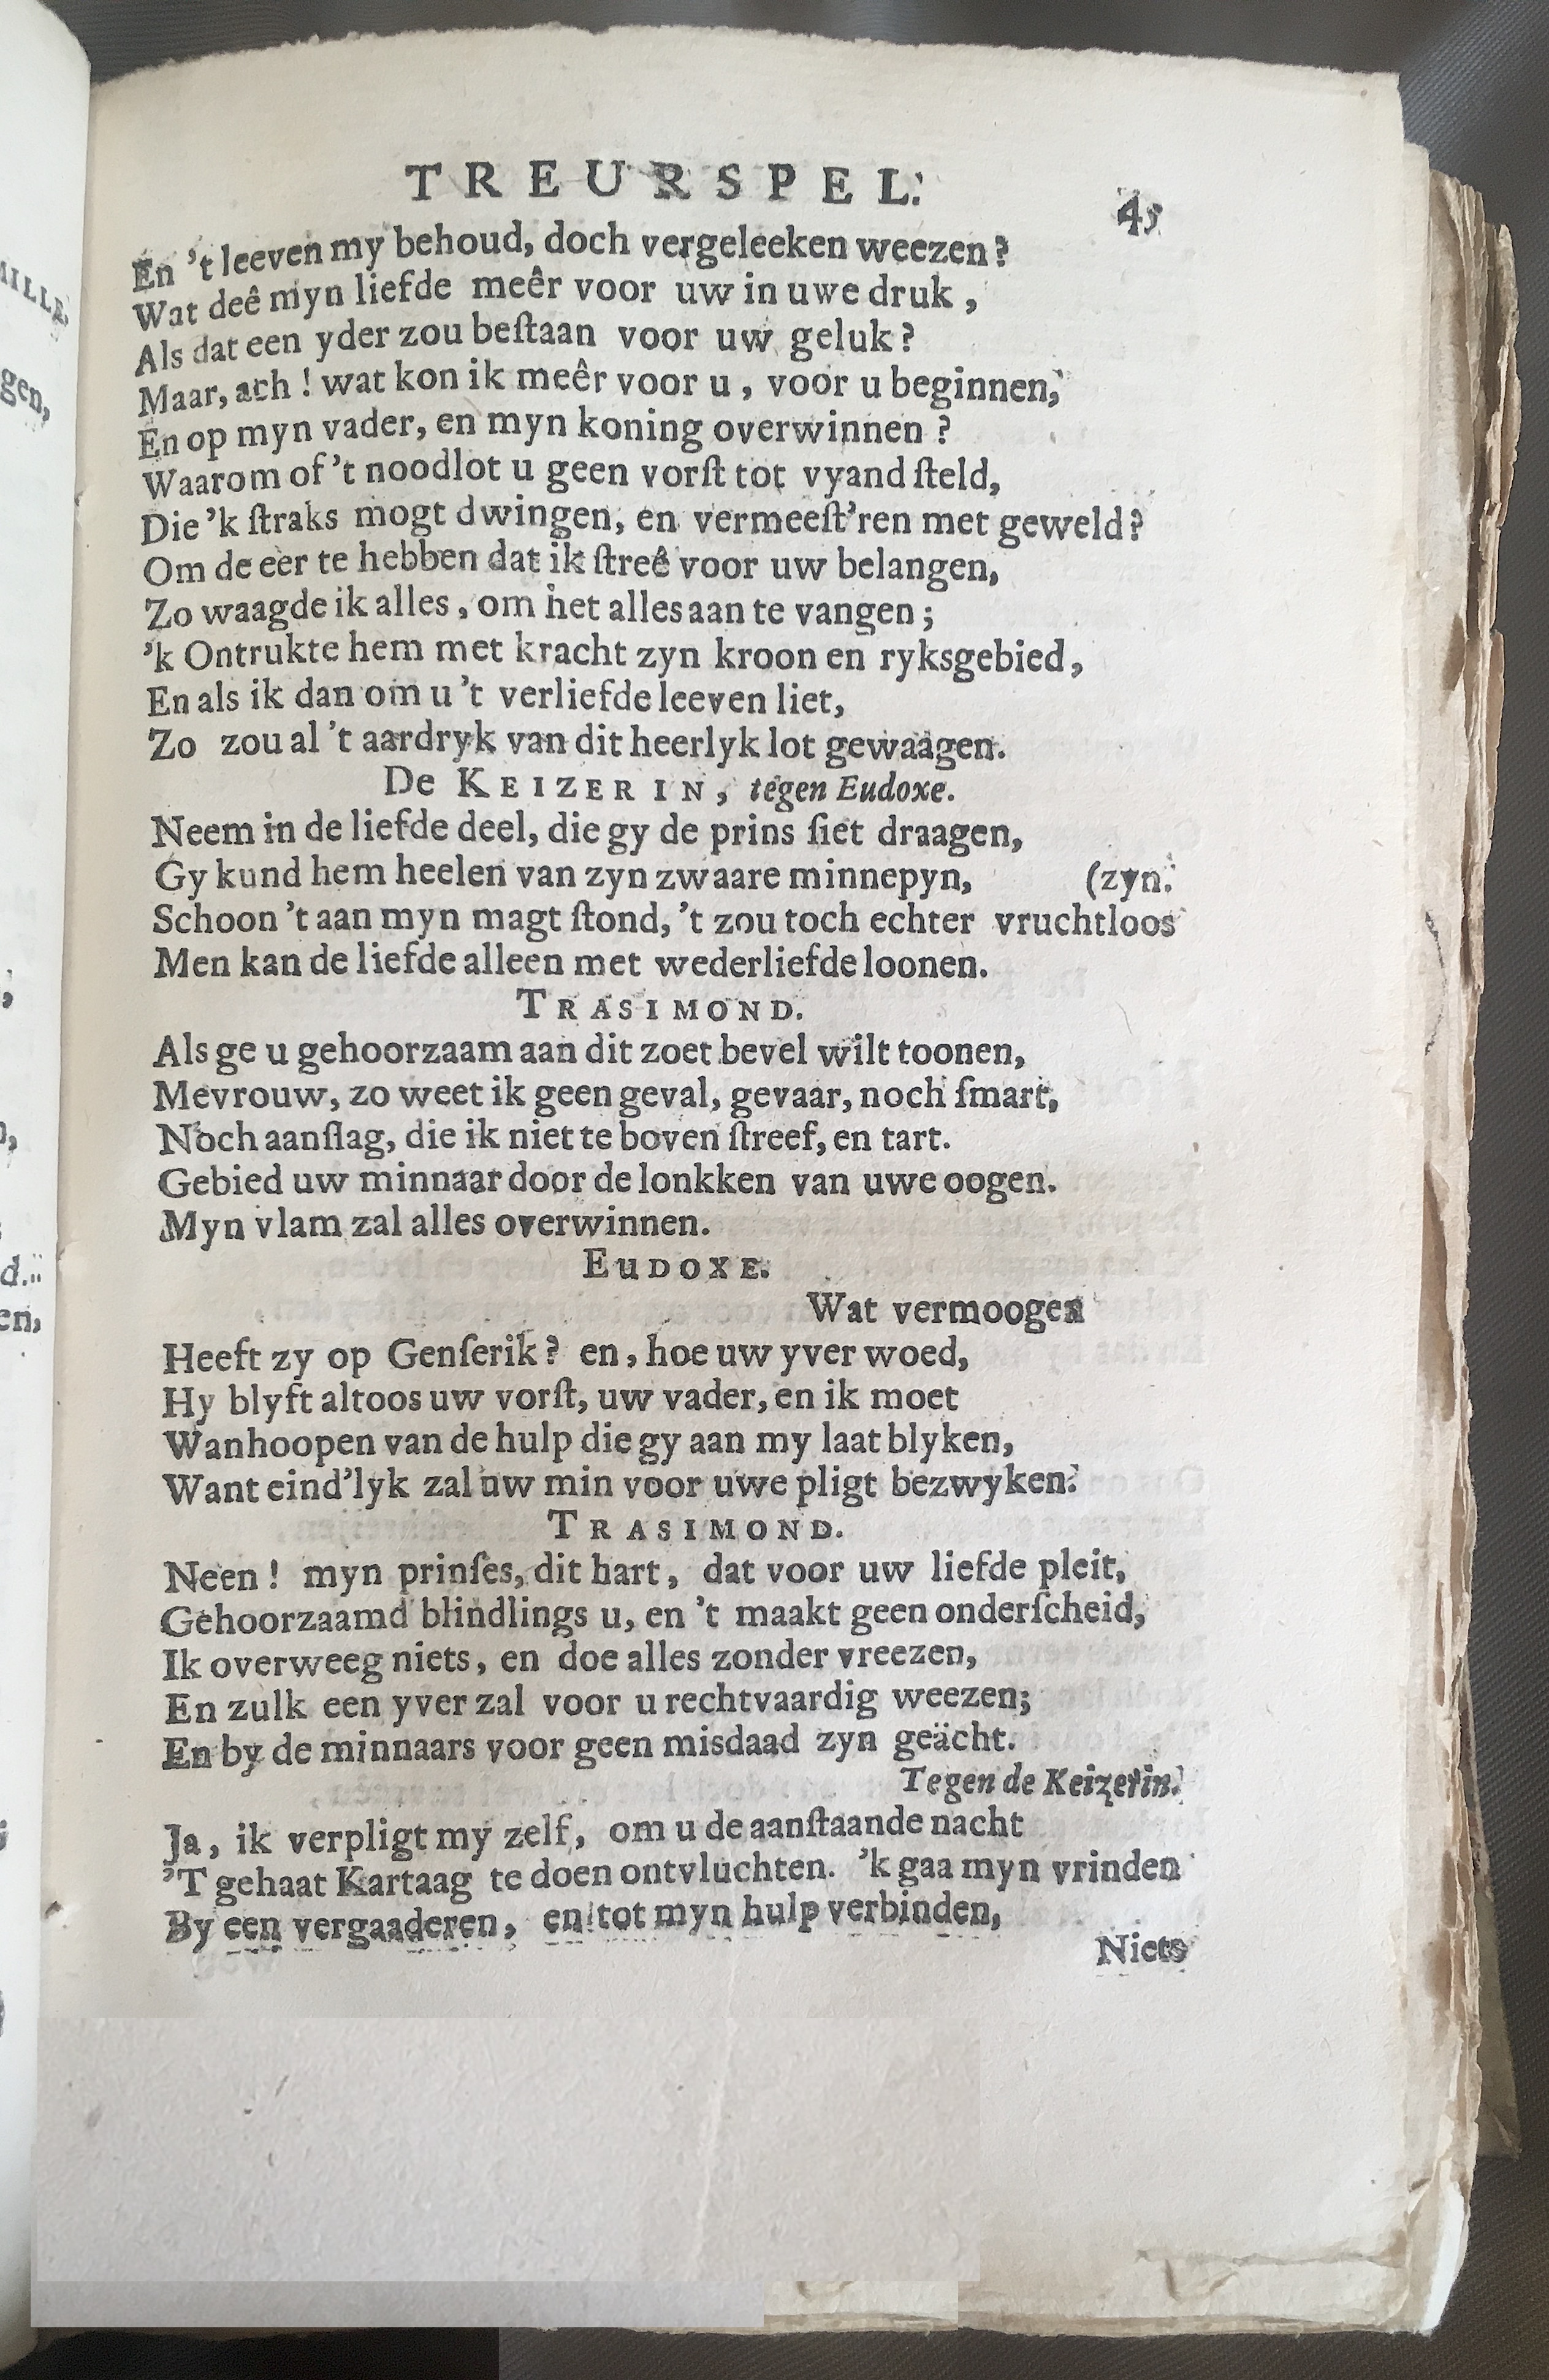 TREURSPEL.
45
En 't leeven my behoud, doch vergeleeken weezen?
Wat deê myn liefde meêr voor uw in uwe druk,
Als dat een yder zou beſtaan voor uw geluk?
Maar, ach! wat kon ik meêr voor u, voor u beginnen,
En op myn vader, en myn koning overwinnen?
Waarom of 't noodlot u geen vorſt tot vyand ſteld,
Die 'k ſtraks mogt dwingen, en vermeeſt'ren met geweld?
Om de eer te hebben dat ik ſtreê voor uw belangen,
Zo waagde ik alles, om het alles aan te vangen;
'k Ontrukte hem met kracht zyn kroon en ryksgebied,
En als ik dan om u 't verliefde leeven liet,
Zo zou al 't aardryk van dit heerlyk lot gewaagen.
De KEIZERIN, tegen Eudoxe.
Neem in de liefde deel, die gy de prins ſiet draagen,
Gy kund hem heelen van zyn zwaare minnepyn, (zyn.
Schoon 't aan myn magt ſtond, 't zou toch echter vruchtloos
Men kan de liefde alleen met wederliefde loonen.
TRASIMOND.
Als ge u gehoorzaam aan dit zoet bevel wilt toonen,
Mevrouw, zo weet ik geen geval, gevaar, noch ſmart,
Noch aanſlag, die ik niet te boven ſtreef, en tart.
Gebied uw minnaar door de lonkken van uwe oogen.
Myn vlam zal alles overwinnen.
EUDOXE.
Wat vermoogen
Heeft zy op Genſerik? en, hoe uw yver woed,
Hy blyft altoos uw vorſt, uw vader, en ik moet
Wanhoopen van de hulp die gy aan my laat blyken,
Want eind'lyk zal uw min voor uwe pligt bezwyken.
TRASIMOND.
Neen! myn prinſes, dit hart, dat voor uw liefde pleit,
Gehoorzaamd blindlings u, en 't maakt geen onderſcheid,
Ik overweeg niets, en doe alles zonder vreezen,
En zulk een yver zal voor u rechtvaardig weezen;
En by de minnaars voor geen misdaad zyn geächt.
Tegen de Keizerin.
Ja, ik verpligt my zelf, om u de aanſtaande nacht
'T gehaat Kartaag te doen ontvluchten. 'k gaa myn vrinden
By een vergaaderen, en tot myn hulp verbinden,
Niets